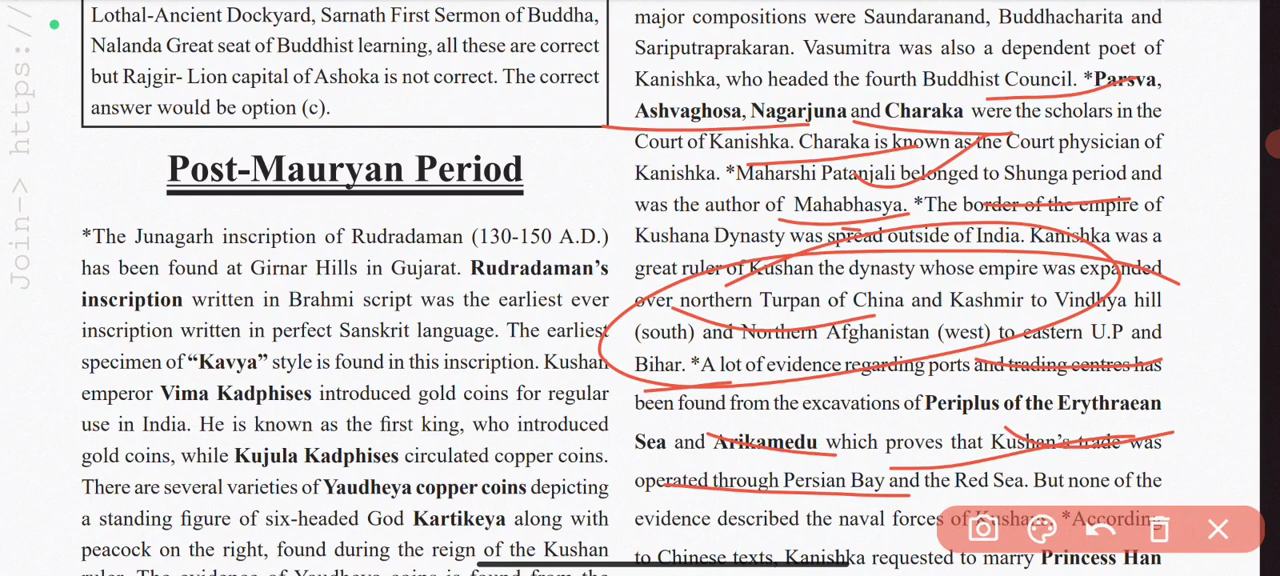 Join-> https:/
Lothal-Ancient Dockyard, Sarnath First Sermon of Buddha,
Nalanda Great seat of Buddhist learning, all these are correct
but Rajgir- Lion capital of Ashoka is not correct. The correct
answer would be option (c).
Post-Mauryan Period
*The Junagarh inscription of Rudradaman (130-150 A.D.)
has been found at Girnar Hills in Gujarat. Rudradaman's
inscription written in Brahmi script was the earliest ever
inscription written in perfect Sanskrit language. The earliest
specimen of “Kavya” style is found in this inscription. Kushan
emperor Vima Kadphises introduced gold coins for regular
use in India. He is known as the first king, who introduced
gold coins, while Kujula Kadphises circulated copper coins.
There are several varieties of Yaudheya copper coins depicting
a standing figure of six-headed God Kartikeya along with
peacock on the right, found during the reign of the Kushan
ruler. The evidence of Yaudheya coins is found from the
major compositions were Saundaranand, Buddhacharita and
Sariputraprakaran. Vasumitra was also a dependent poet of
Kanishka, who headed the fourth Buddhist Council. *Parsva,
Ashvaghosa, Nagarjuna and Charaka were the scholars in the
Court of Kanishka. Charaka is known as the Court physician of
Kanishka. *Maharshi Patanjali belonged to Shunga period and
was the author of Mahabhasya. *The border of the empire of
Kushana Dynasty was spread outside of India. Kanishka was a
great ruler of Kushan the dynasty whose empire was expanded
over northern Turpan of China and Kashmir to Vindhya hill
(south) and Northern Afghanistan (west) to eastern U.P and
Bihar. *A lot of evidence regarding ports and trading centres has
been found from the excavations of Periplus of the Erythraean
Sea and Arikamedu which proves that Kushan's trade was
operated through Persian Bay and the Red Sea. But none of the
evidence described the naval forces of Kushan. *According
to Chinese texts, Kanishka requested to marry Princess Han